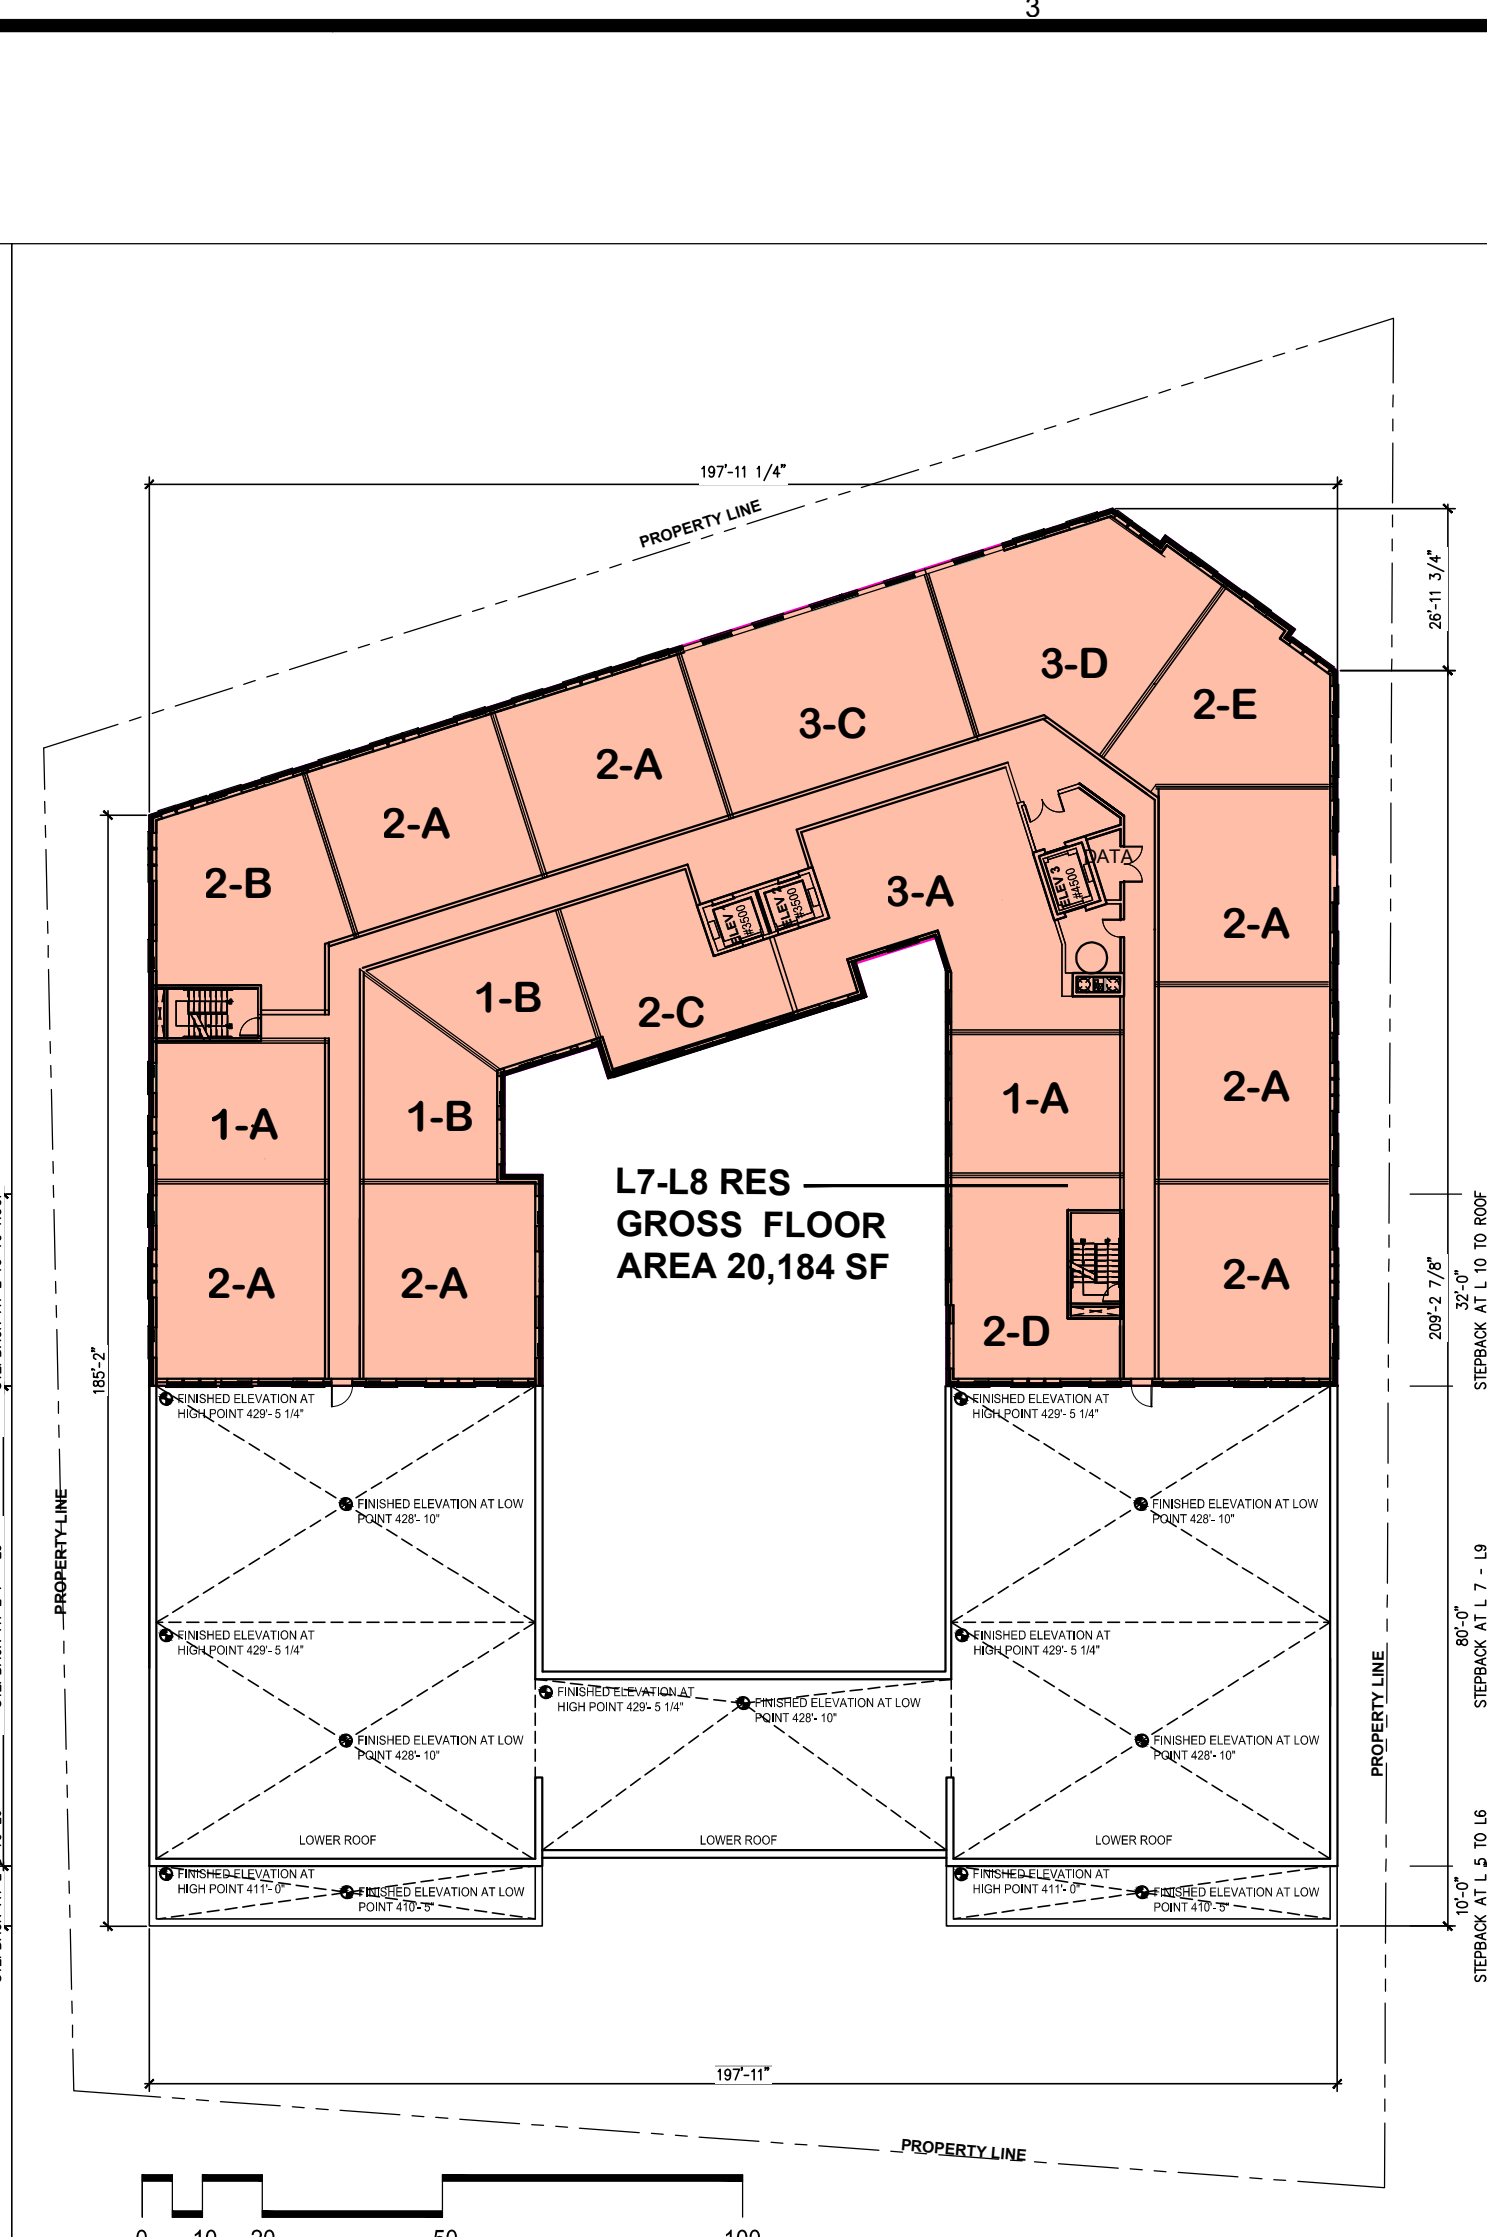 3
197'-11 1/4"
PROPERTY LINE
26'-11 3/4"
3-D
2-E
3-C
2-A
2-A
2-B
3-A
DATA
ELEV 3
#4500
ELEV 2
#3500
ELEV 1
#3500
2-A
1-B
2-C
1-A
1-B
1-A
2-A
L7-L8 RES
GROSS FLOOR
AREA 20,184 SF
2-A
2-A
2-D
2-A
185'-2"
209'-2 7/8"
32'-0"
STEPBACK AT L 10 TO ROOF
FINISHED ELEVATION AT
HIGH POINT 429'- 5 1/4"
FINISHED ELEVATION AT
HIGH POINT 429'- 5 1/4"
FINISHED ELEVATION AT LOW
POINT 428'- 10"
FINISHED ELEVATION AT LOW
POINT 428'- 10"
PROPERTY LINE
80'-0"
STEPBACK AT L 7 - L9
FINISHED ELEVATION AT
HIGH POINT 429'- 5 1/4"
FINISHED ELEVATION AT
HIGH POINT 429'- 5 1/4"
FINISHED ELEVATION AT
HIGH POINT 429'- 5 1/4"
FINISHED ELEVATION AT LOW
POINT 428'- 10"
PROPERTY LINE
FINISHED ELEVATION AT LOW
POINT 428'- 10"
FINISHED ELEVATION AT LOW
POINT 428'- 10"
LOWER ROOF
LOWER ROOF
LOWER ROOF
FINISHED ELEVATION AT
HIGH POINT 411'- 0"
FINISHED ELEVATION AT LOW
POINT 410'- 5"
FINISHED ELEVATION AT
HIGH POINT 411'- 0"
FINISHED ELEVATION AT LOW
POINT 410'- 5"
10'-0"
STEPBACK AT L 5 TO L6
197'-11"
PROPERTY LINE
0 10 20 50 100